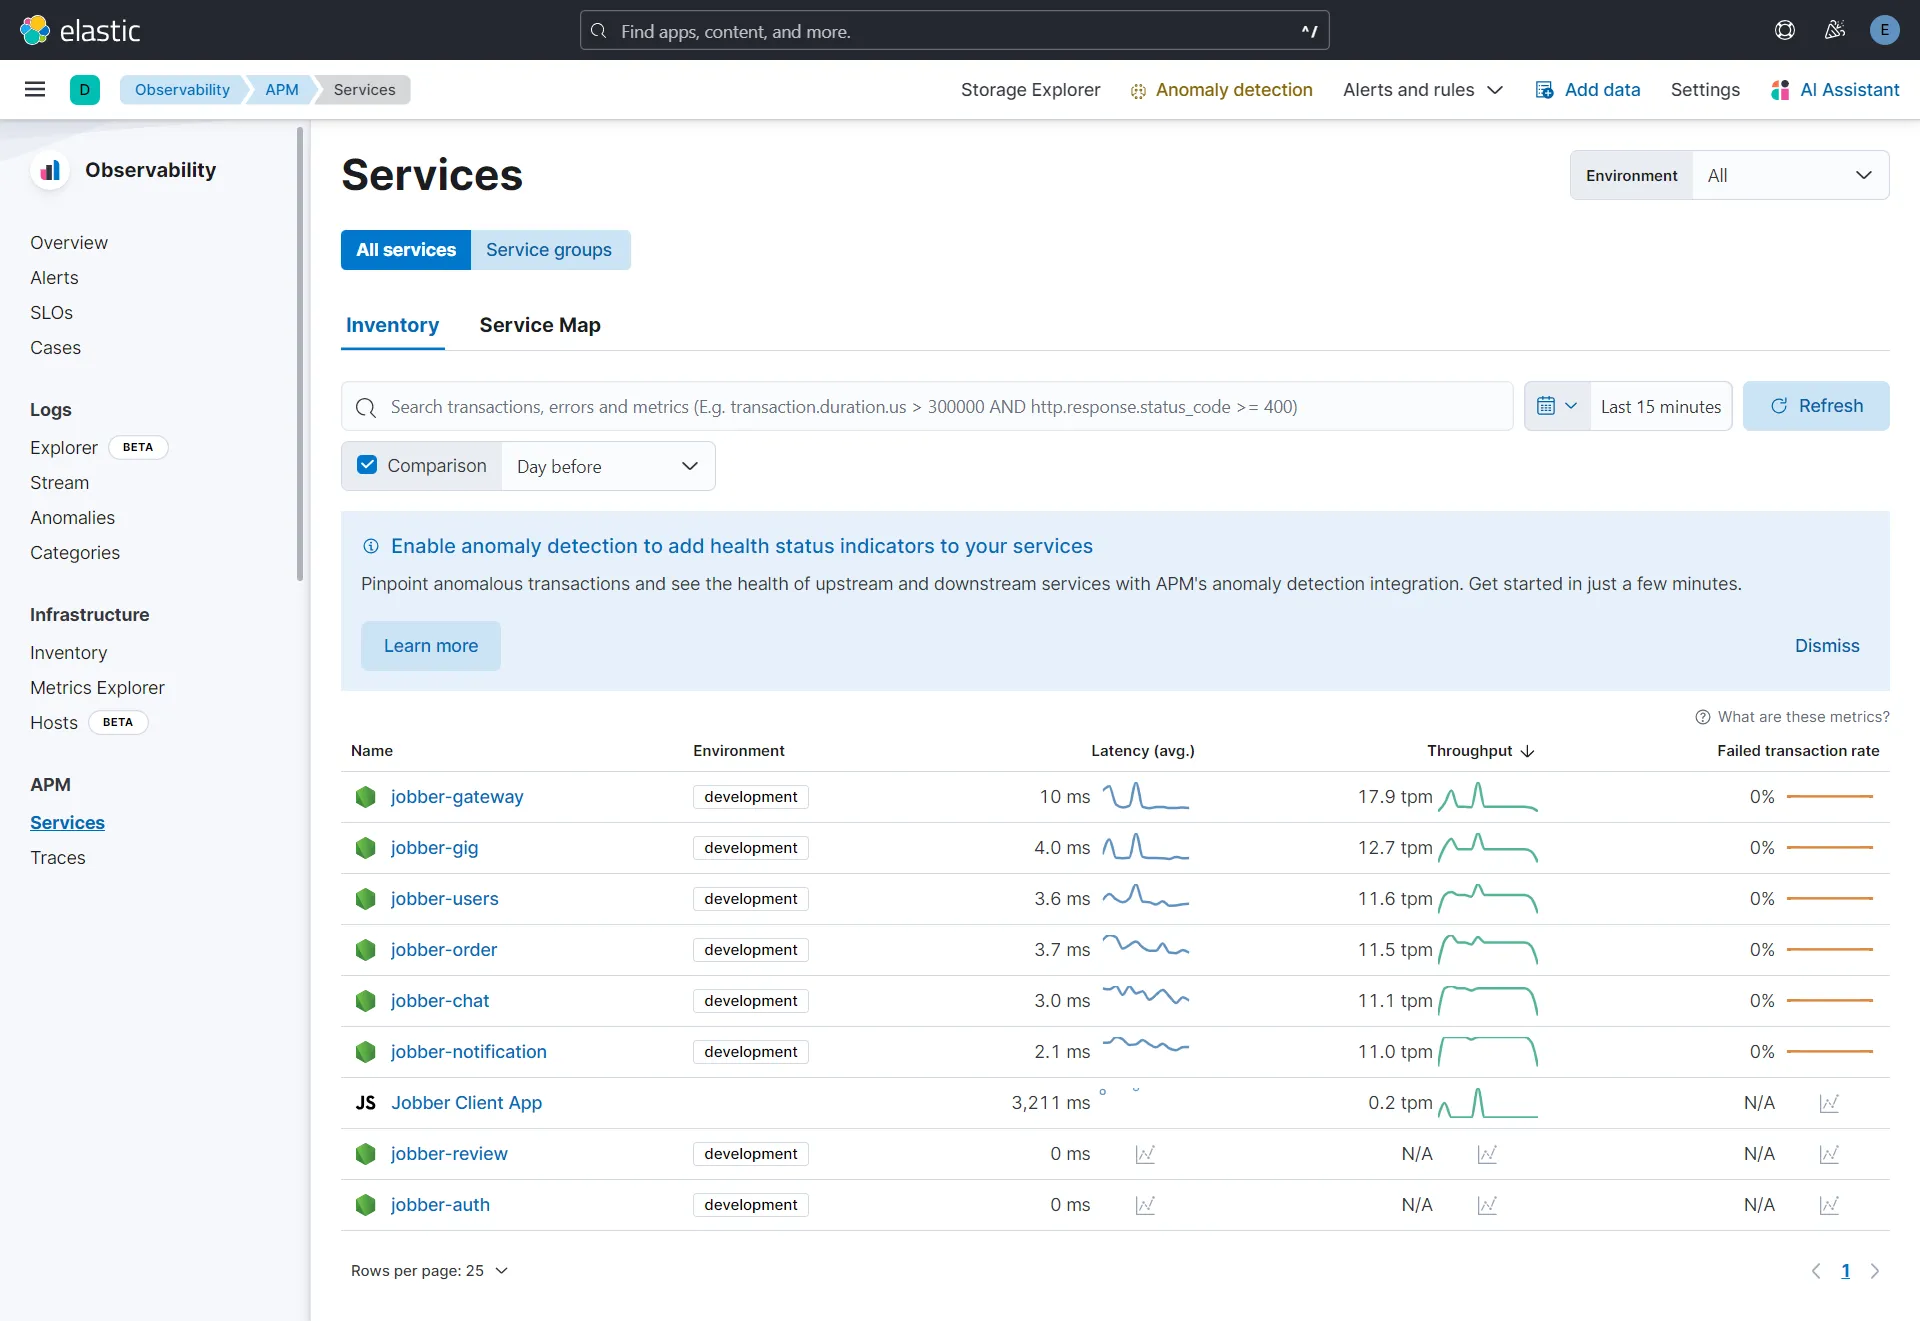 elastic
Find apps, content, and more.
^/
E
D
Observability
APM
Services
Storage Explorer
Anomaly detection
Alerts and rules
Add data
Settings
AI Assistant
Observability
Overview
Alerts
SLOs
Cases
Logs
Explorer BETA
Stream
Anomalies
Categories
Infrastructure
Inventory
Metrics Explorer
Hosts BETA
APM
Services
Traces
Services
Environment All
All services Service groups
Inventory Service Map
Search transactions, errors and metrics (E.g. transaction.duration.us > 300000 AND http.response.status_code >= 400)
Last 15 minutes
Refresh
Comparison Day before
Enable anomaly detection to add health status indicators to your services
Pinpoint anomalous transactions and see the health of upstream and downstream services with APM's anomaly detection integration. Get started in just a few minutes.
Learn more Dismiss
What are these metrics?
Name Environment Latency (avg.) Throughput Failed transaction rate
jobber-gateway development 10 ms 17.9 tpm 0%
jobber-gig development 4.0 ms 12.7 tpm 0%
jobber-users development 3.6 ms 11.6 tpm 0%
jobber-order development 3.7 ms 11.5 tpm 0%
jobber-chat development 3.0 ms 11.1 tpm 0%
jobber-notification development 2.1 ms 11.0 tpm 0%
JS Jobber Client App 3,211 ms 0.2 tpm N/A
jobber-review development 0 ms N/A N/A
jobber-auth development 0 ms N/A N/A
Rows per page: 25
1